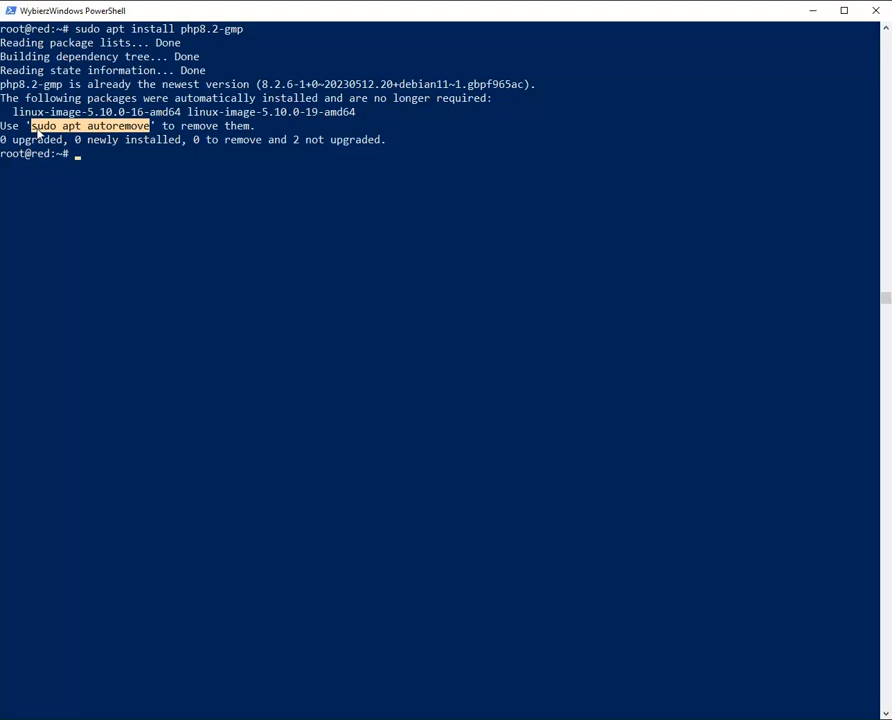 WybierzWindows PowerShell
root@red:~# sudo apt install php8.2-gmp
Reading package lists... Done
Building dependency tree... Done
Reading state information... Done
php8.2-gmp is already the newest version (8.2.6-1+0~20230512.20+debian11~1.gbpf965ac).
The following packages were automatically installed and are no longer required:
  linux-image-5.10.0-16-amd64 linux-image-5.10.0-19-amd64
Use 'sudo apt autoremove' to remove them.
0 upgraded, 0 newly installed, 0 to remove and 2 not upgraded.
root@red:~#